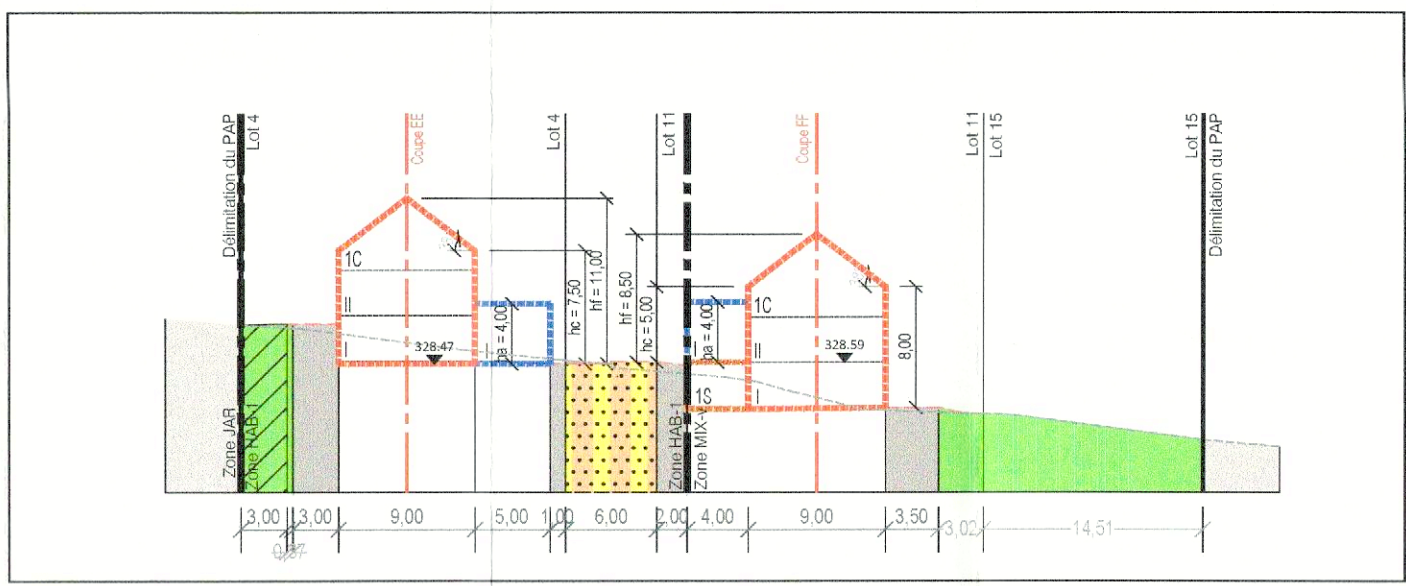 Délimitation du PAP
Lot 4
Coupe EE
Lot 4
Lot 11
Coupe FF
Lot 11
Lot 15
Lot 15
Délimitation du PAP
1C
II
I
328.47
ha = 4,00
hc = 7,50
hf = 11,00
hf = 8,50
hc = 5,00
ha = 4,00
I
1C
II
328.59
8,00
1S
I
Zone JAR
Zone HAB-1
Zone HAB-1
Zone MIX-v
3,00
3,00
9,00
5,00
1,00
6,00
2,00
4,00
9,00
3,50
3,02
14,51